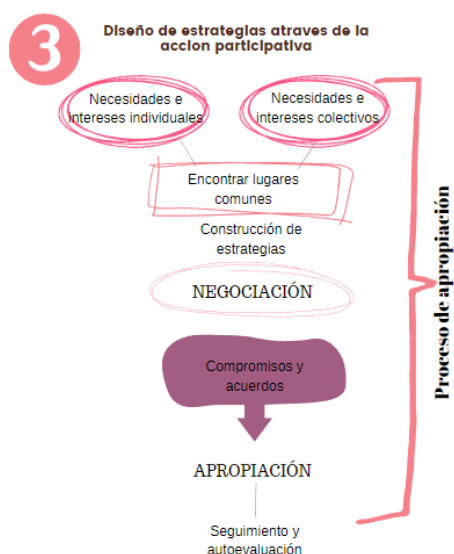 3
Diseño de estrategias atraves de la
accion participativa
Necesidades e
intereses individuales
Necesidades e
intereses colectivos
Encontrar lugares
comunes
Construcción de
estrategias
NEGOCIACIÓN
Compromisos y
acuerdos
APROPIACIÓN
Seguimiento y
autoevaluación
Proceso de apropiación